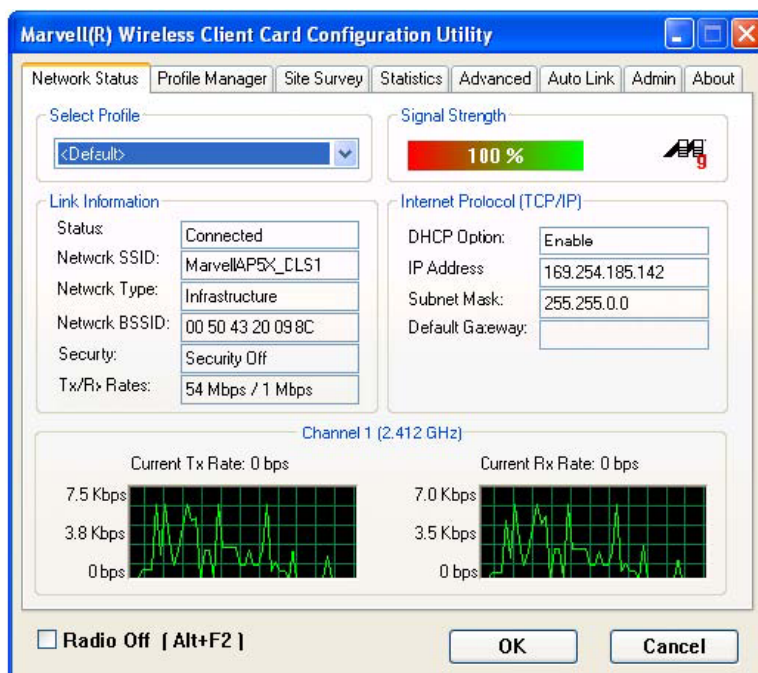 Marvell(R) Wireless Client Card Configuration Utility
Network Status Profile Manager Site Survey Statistics Advanced Auto Link Admin About
Select Profile
<Default>
Signal Strength
100 %
g
Link Information
Status:
Connected
Network SSID:
MarvellAP5X_CLS1
Network Type:
Infrastructure
Network BSSID:
00 50 43 20 09 8C
Security:
Security Off
Tx/Rx Rates:
54 Mbps / 1 Mbps
Internet Protocol (TCP/IP)
DHCP Option:
Enable
IP Address
169.254.185.142
Subnet Mask:
255.255.0.0
Default Gateway:
Channel 1 (2.412 GHz)
Current Tx Rate: 0 bps
7.5 Kbps
3.8 Kbps
0 bps
Current Rx Rate: 0 bps
7.0 Kbps
3.5 Kbps
0 bps
Radio Off ( Alt+F2 )
OK
Cancel